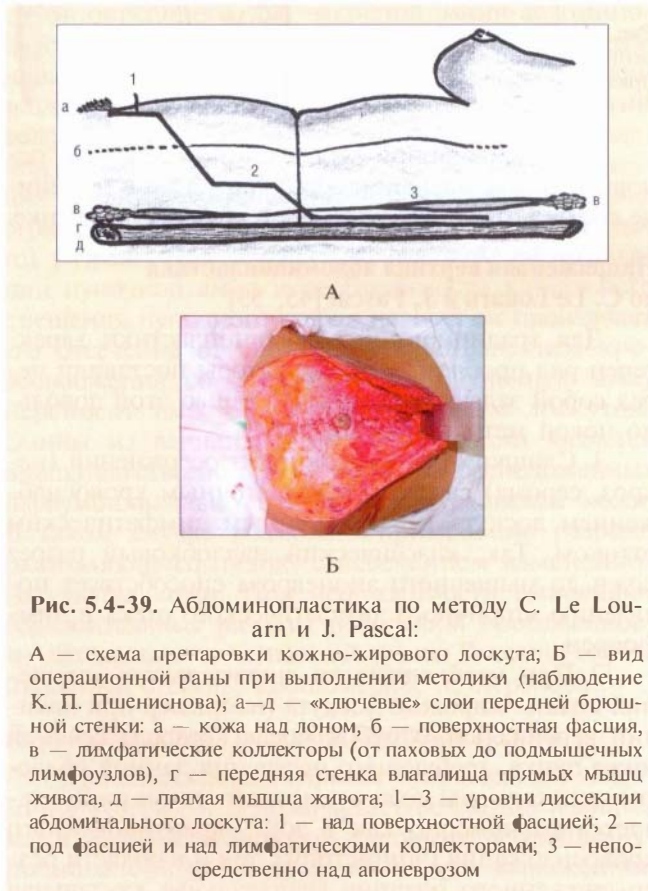 1
а
б
2
3
в
в
г
д
А
Б
Рис. 5.4-39. Абдоминопластика по методу C. Le Lou-
arn и J. Pascal:
А — схема препаровки кожно-жирового лоскута; Б — вид
операционной раны при выполнении методики (наблюдение
К. П. Пшениснова); а—д — «ключевые» слои передней брюш-
ной стенки: а — кожа над лоном, б — поверхностная фасция,
в — лимфатические коллекторы (от паховых до подмышечных
лимфоузлов), г — передняя стенка влагалища прямых мышц
живота, д — прямая мышца живота; 1—3 — уровни диссекции
абдоминального лоскута: 1 — над поверхностной фасцией; 2 —
под фасцией и над лимфатическими коллекторами; 3 — непо-
средственно над апоневрозом